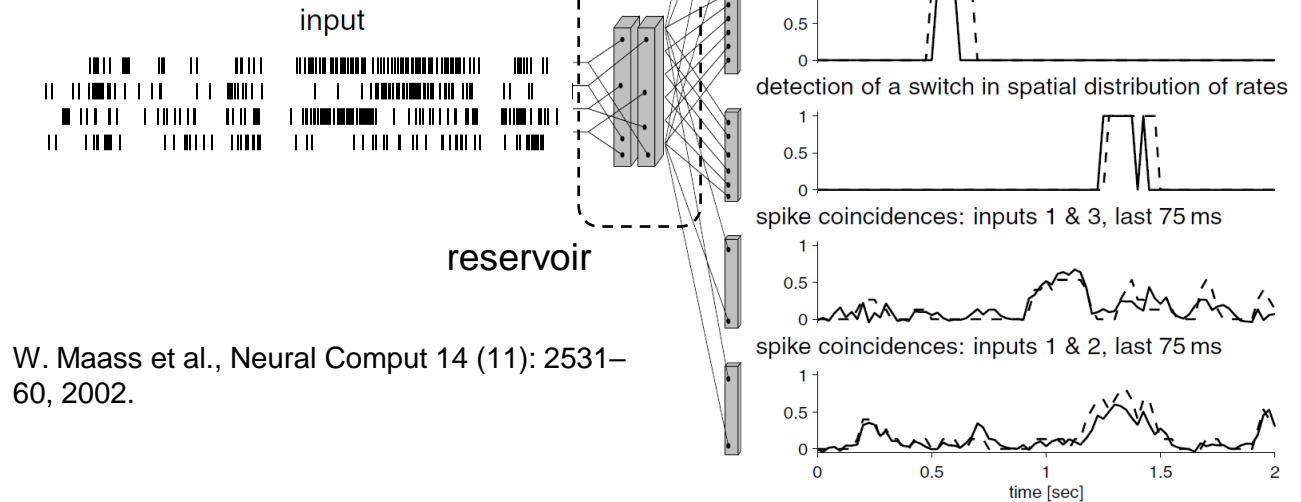 input
0.5
0
detection of a switch in spatial distribution of rates
1
0.5
0
spike coincidences: inputs 1 & 3, last 75 ms
1
0.5
0
reservoir
spike coincidences: inputs 1 & 2, last 75 ms
W. Maass et al., Neural Comput 14 (11): 2531–
60, 2002.
1
0.5
0
0 0.5 1 1.5 2
time [sec]